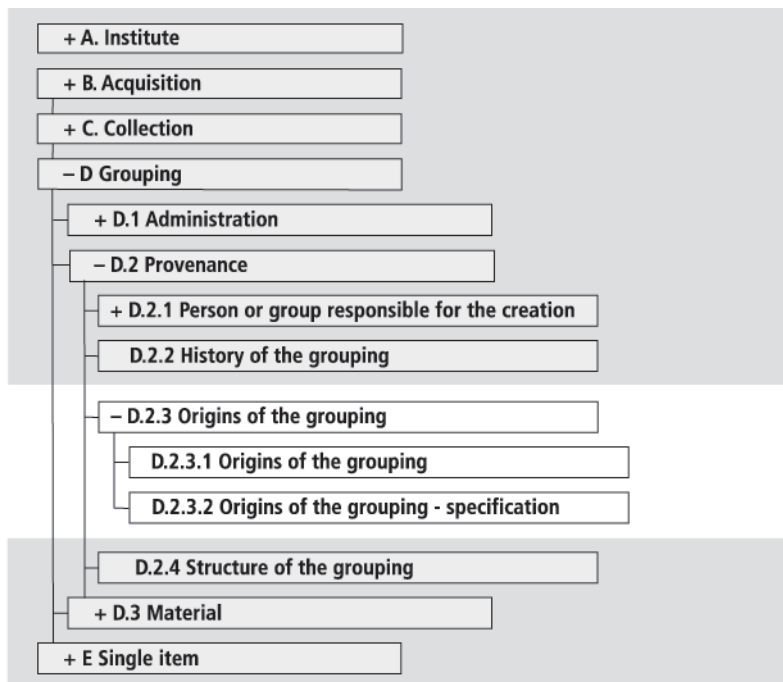 + A. Institute
+ B. Acquisition
+ C. Collection
– D Grouping
+ D.1 Administration
– D.2 Provenance
+ D.2.1 Person or group responsible for the creation
D.2.2 History of the grouping
– D.2.3 Origins of the grouping
D.2.3.1 Origins of the grouping
D.2.3.2 Origins of the grouping - specification
D.2.4 Structure of the grouping
+ D.3 Material
+ E Single item